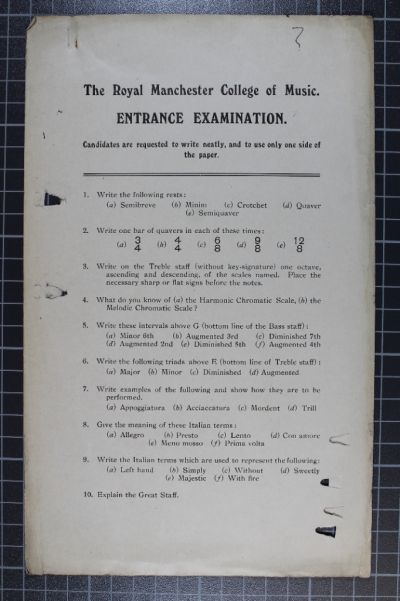 The Royal Manchester College of Music.
ENTRANCE EXAMINATION.
Candidates are requested to write neatly, and to use only one side of
the paper.
1. Write the following rests:
(a) Semibreve (b) Minim (c) Crotchet (d) Quaver
(e) Semiquaver
2. Write one bar of quavers in each of these times:
(a) 3/4 (b) 4/4 (c) 6/8 (d) 9/8 (e) 12/8
3. Write on the Treble staff (without key-signature) one octave,
ascending and descending, of the scales named. Place the
necessary sharp or flat signs before the notes.
4. What do you know of (a) the Harmonic Chromatic Scale, (b) the
Melodic Chromatic Scale?
5. Write these intervals above G (bottom line of the Bass staff):
(a) Minor 6th (b) Augmented 3rd (c) Diminished 7th
(d) Augmented 2nd (e) Diminished 8th (f) Augmented 4th
6. Write the following triads above E (bottom line of Treble staff):
(a) Major (b) Minor (c) Diminished (d) Augmented
7. Write examples of the following and show how they are to be
performed.
(a) Appoggiatura (b) Acciaccatura (c) Mordent (d) Trill
8. Give the meaning of these Italian terms:
(a) Allegro (b) Presto (c) Lento (d) Con amore
(e) Meno mosso (f) Prima volta
9. Write the Italian terms which are used to represent the following:
(a) Left hand (b) Simply (c) Without (d) Sweetly
(e) Majestic (f) With fire
10. Explain the Great Staff.